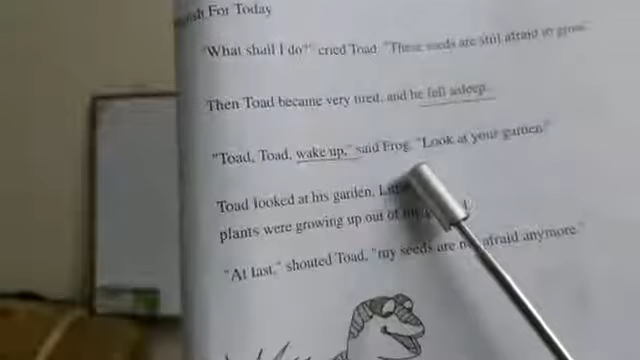 For Today
"What shall I do?" cried Toad. "These seeds are still afraid to grow."
Then Toad became very tired, and he fell asleep.
"Toad, Toad, wake up," said Frog. "Look at your garden"
Toad looked at his garden.
plants were growing up out of
"At last," shouted Toad, "my seeds are afraid anymore."